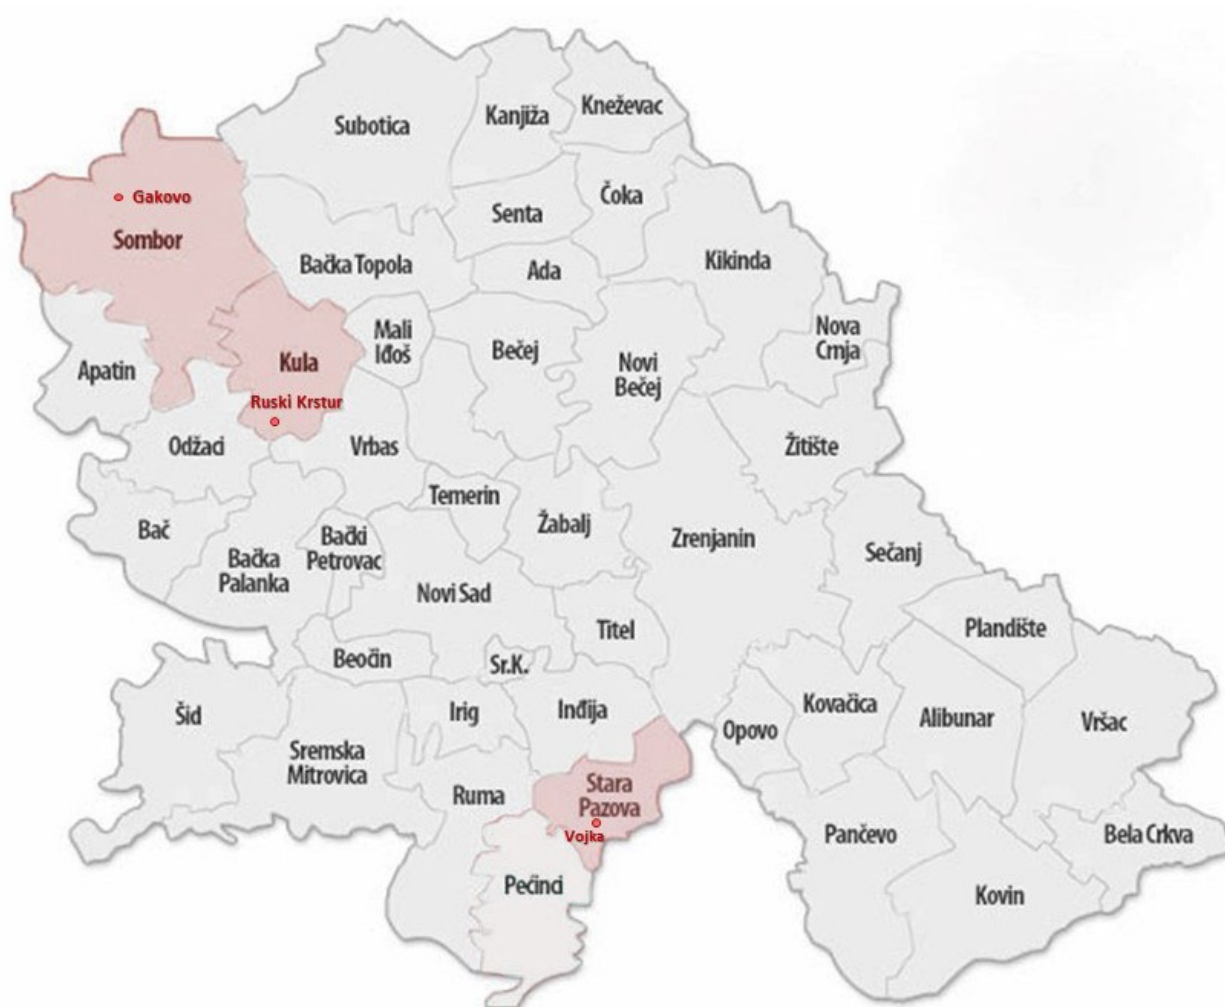 Kneževac
Kanjiža
Subotica
Gakovo
Čoka
Senta
Sombor
Kikinda
Bačka Topola
Ada
Mali
Iđoš
Nova
Crnja
Bečej
Kula
Novi
Bečej
Apatin
Ruski Krstur
Odžaci
Vrbas
Žitište
Temerin
Žabalj
Bač
Bački
Petrovac
Zrenjanin
Sečanj
Bačka
Palanka
Novi Sad
Titel
Plandište
Beočin
Sr.K.
Šid
Irig
Inđija
Kovačica
Alibunar
Vršac
Opovo
Sremska
Mitrovica
Stara
Pazova
Ruma
Vojka
Pančevo
Bela Crkva
Pećinci
Kovin